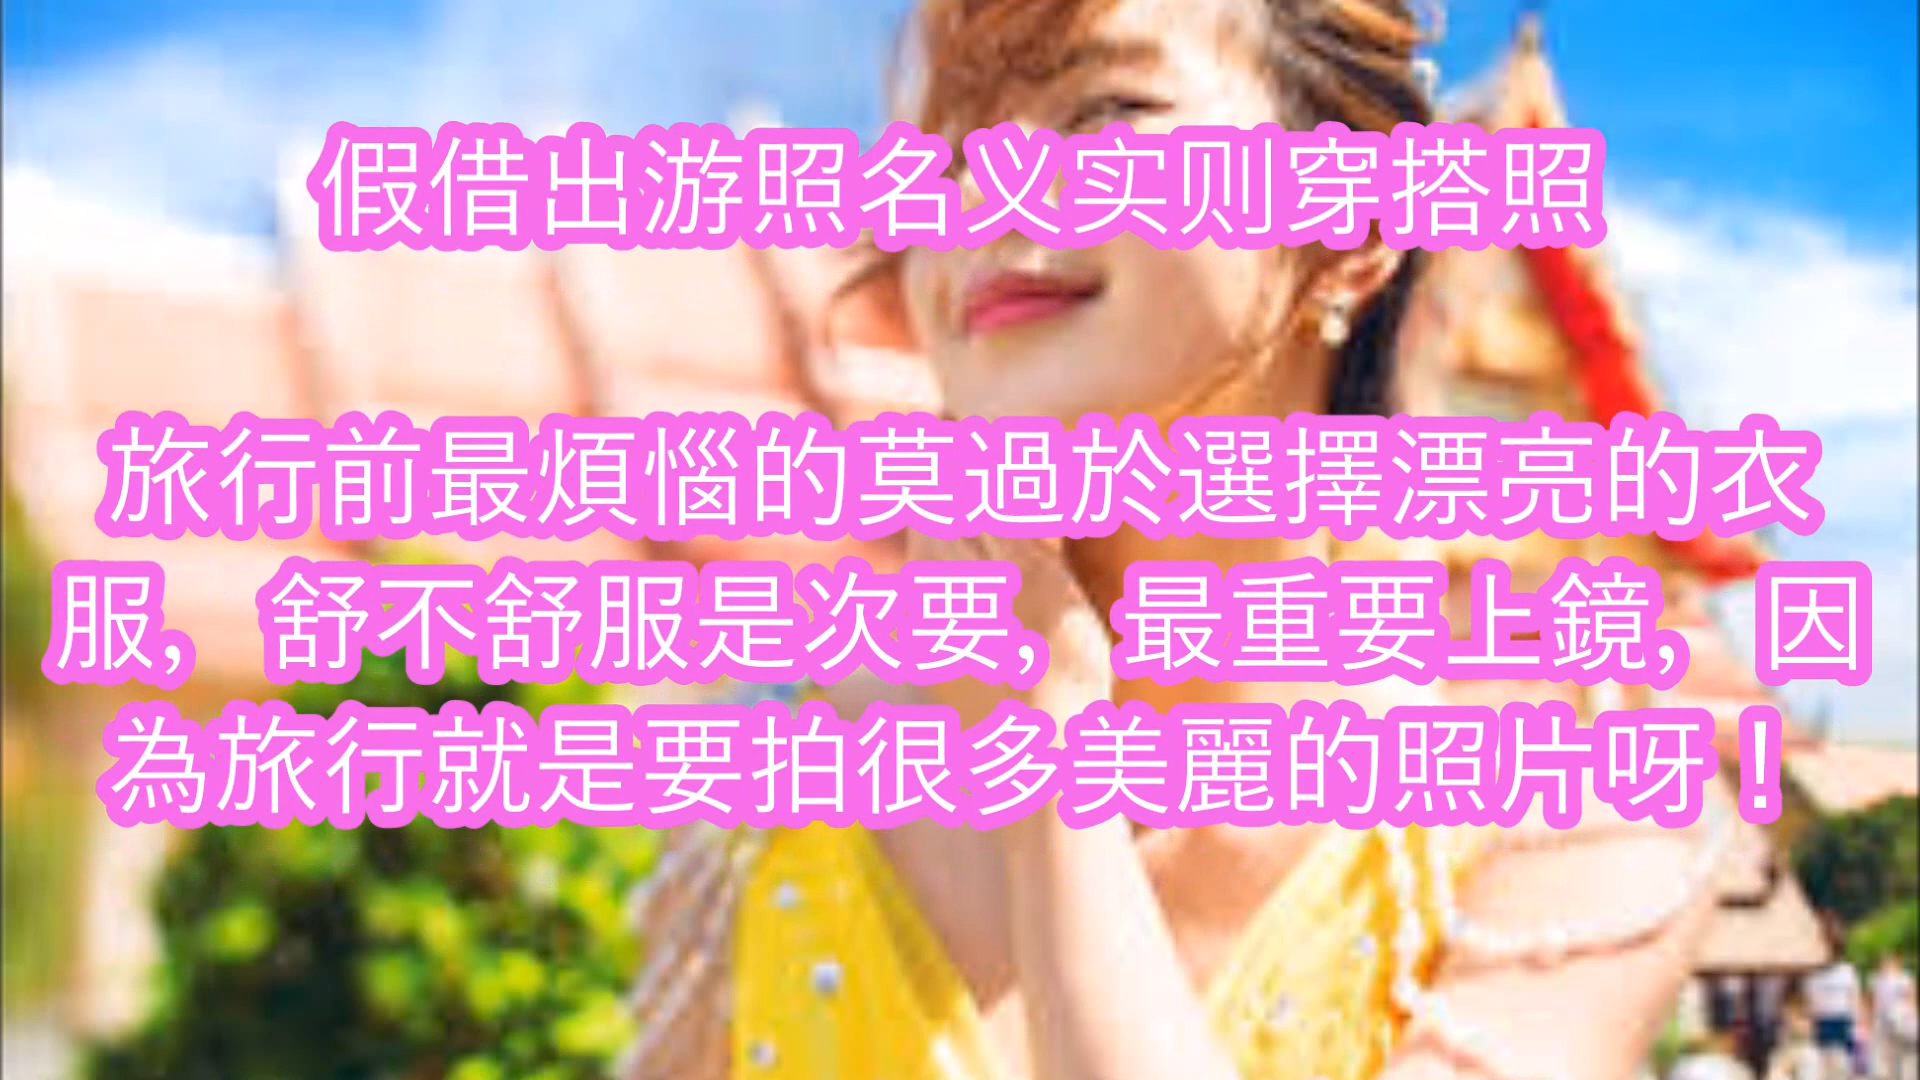 假借出游照名义实则穿搭照
旅行前最煩惱的莫過於選擇漂亮的衣
服，舒不舒服是次要，最重要上鏡，因
為旅行就是要拍很多美麗的照片呀！